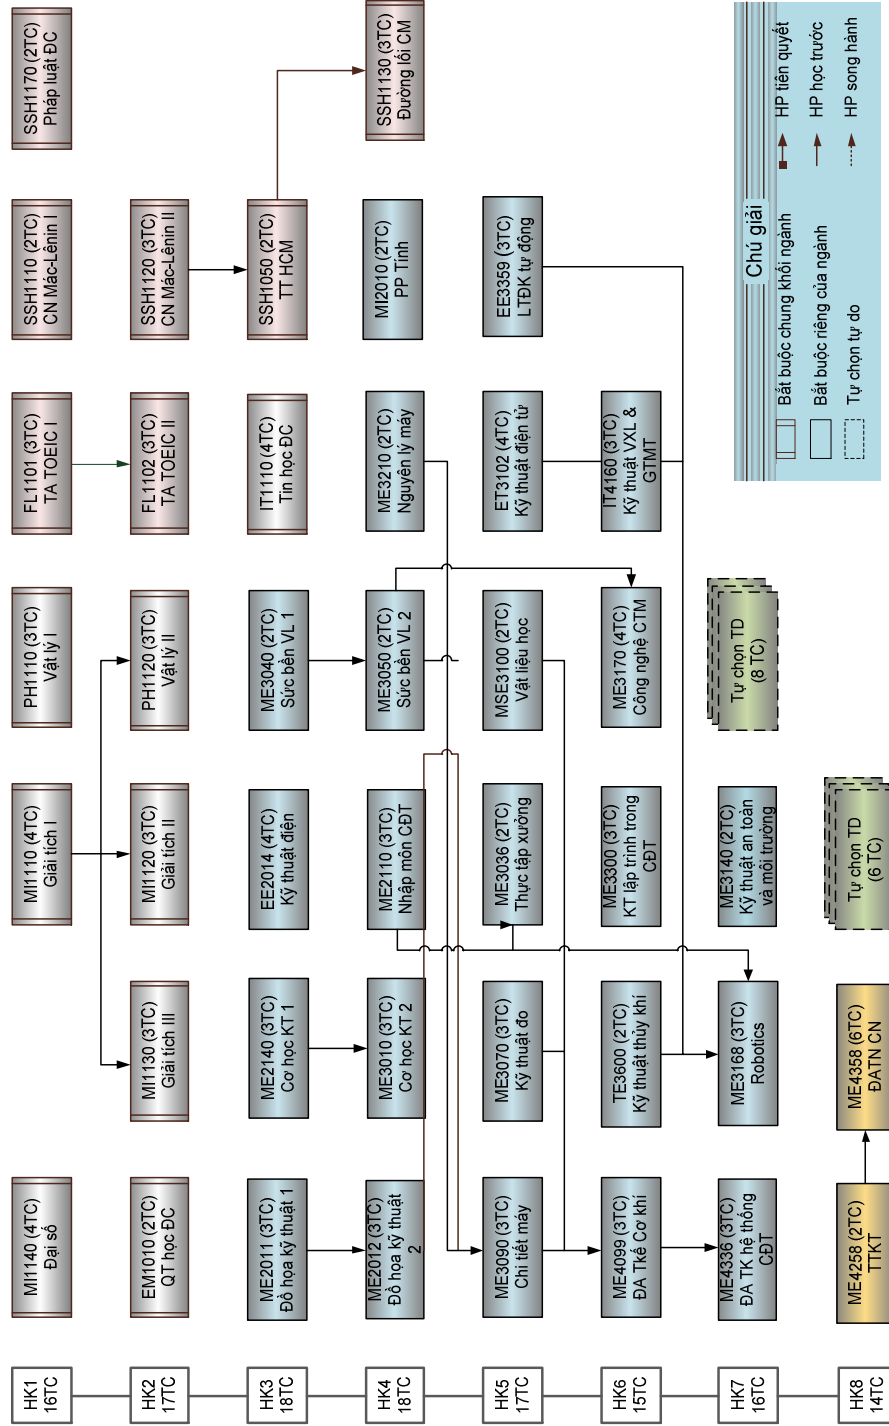 HK1
16TC
MI1140 (4TC)
Đại số
MI1110 (4TC)
Giải tích I
PH1110 (3TC)
Vật lý I
FL1101 (3TC)
TA TOEIC I
SSH1110 (2TC)
CN Mác-Lênin I
SSH1170 (2TC)
Pháp luật ĐC
HK2
17TC
EM1010 (2TC)
QT học ĐC
MI1130 (3TC)
Giải tích III
MI1120 (3TC)
Giải tích II
PH1120 (3TC)
Vật lý II
FL1102 (3TC)
TA TOEIC II
SSH1120 (3TC)
CN Mác-Lênin II
HK3
18TC
ME2011 (3TC)
Đồ họa kỹ thuật 1
ME2140 (3TC)
Cơ học KT 1
EE2014 (4TC)
Kỹ thuật điện
ME3040 (2TC)
Sức bền VL 1
IT1110 (4TC)
Tin học ĐC
SSH1050 (2TC)
TT HCM
HK4
18TC
ME2012 (3TC)
Đồ họa kỹ thuật
2
ME3010 (3TC)
Cơ học KT 2
ME2110 (3TC)
Nhập môn CĐT
ME3050 (2TC)
Sức bền VL 2
ME3210 (2TC)
Nguyên lý máy
MI2010 (2TC)
PP Tính
SSH1130 (3TC)
Đường lối CM
HK5
17TC
ME3090 (3TC)
Chi tiết máy
ME3070 (3TC)
Kỹ thuật đo
ME3036 (2TC)
Thực tập xưởng
MSE3100 (2TC)
Vật liệu học
ET3102 (4TC)
Kỹ thuật điện tử
EE3359 (3TC)
LTĐK tự động
HK6
15TC
ME4099 (3TC)
ĐA Tkế Cơ khí
TE3600 (2TC)
Kỹ thuật thủy khí
ME3300 (3TC)
KT lập trình trong
CĐT
ME3170 (4TC)
Công nghệ CTM
IT4160 (3TC)
Kỹ thuật VXL &
GTMT
HK7
16TC
ME4336 (3TC)
ĐA TK hệ thống
CĐT
ME3168 (3TC)
Robotics
ME3140 (2TC)
Kỹ thuật an toàn
và môi trường
Tự chọn TD
(8 TC)
HK8
14TC
ME4258 (2TC)
TTKT
ME4358 (6TC)
ĐATN CN
Tự chọn TD
(6 TC)
Chú giải
Bắt buộc chung khối ngành
Bắt buộc riêng của ngành
Tự chọn tự do
HP tiên quyết
HP học trước
HP song hành